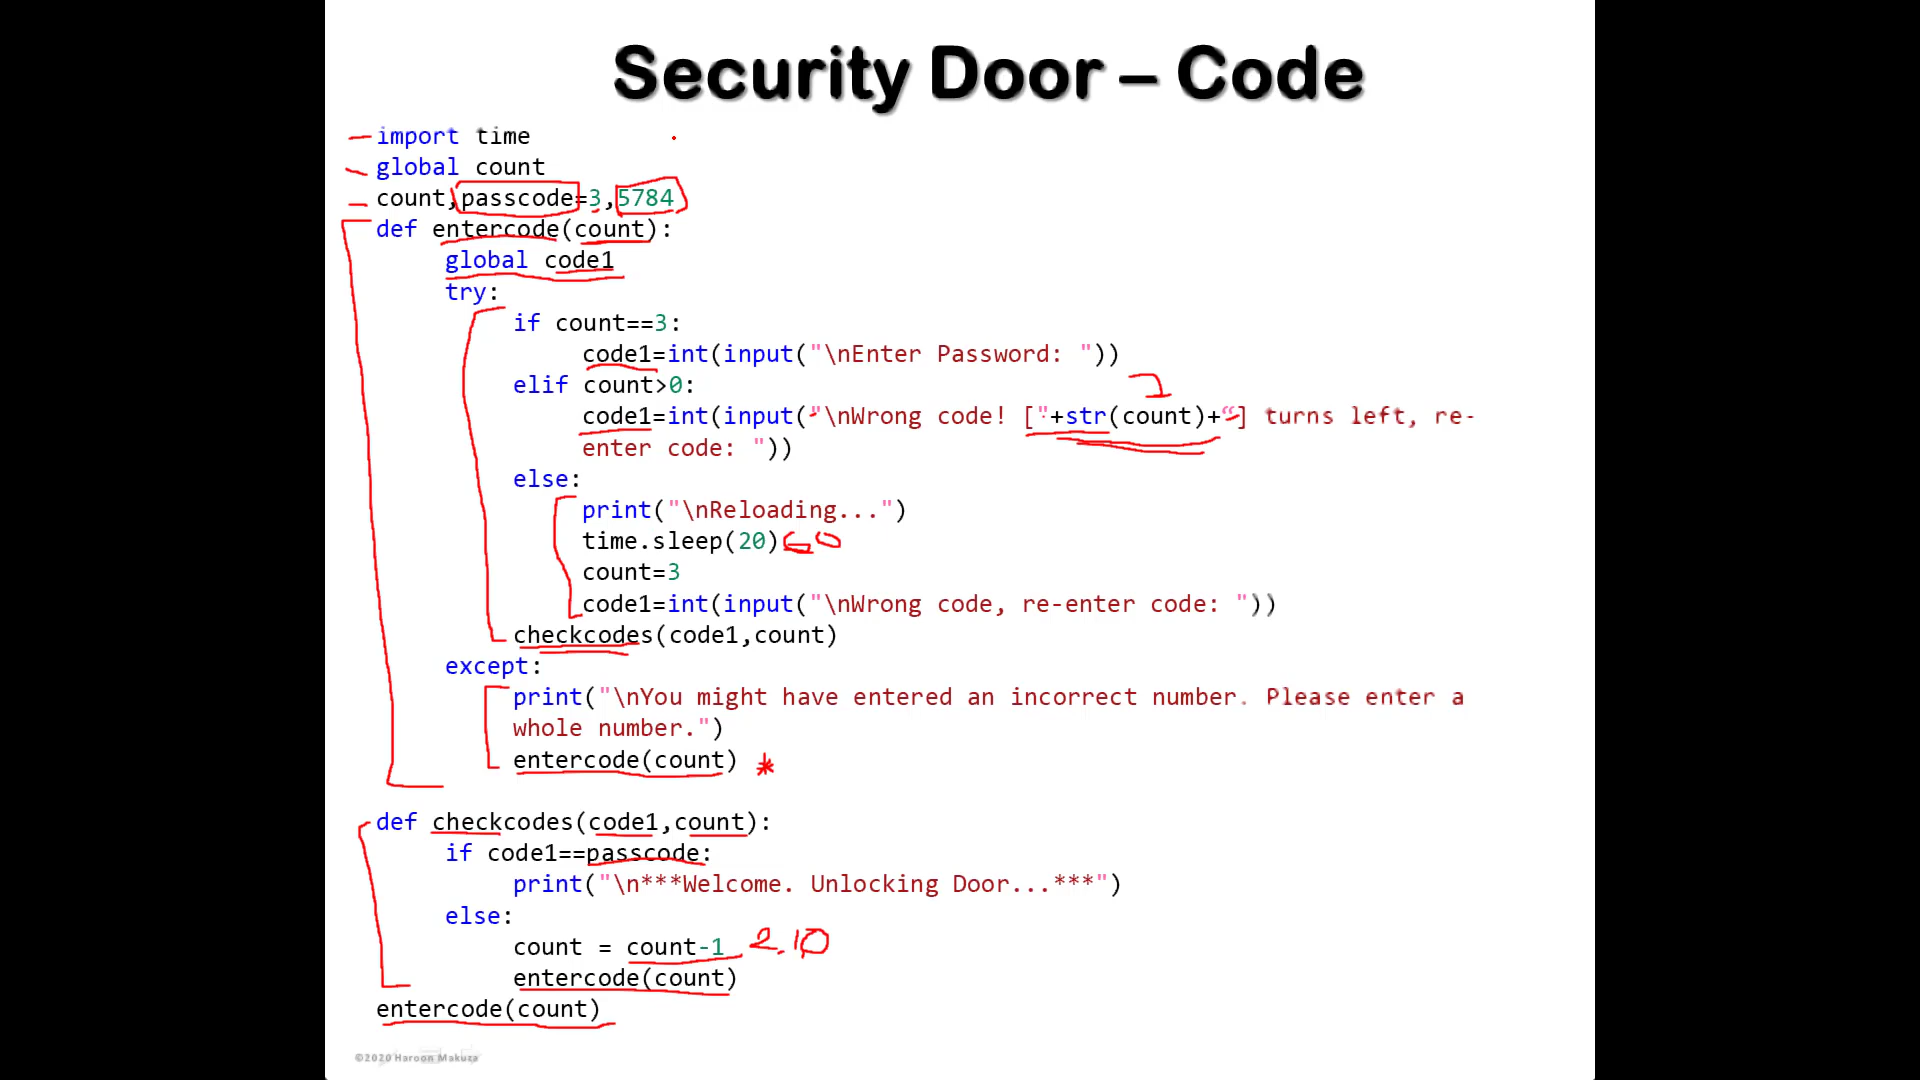 Security Door – Code
import time
global count
count,passcode=3,5784
def entercode(count):
global code1
try:
if count==3:
code1=int(input("\nEnter Password: "))
elif count>0:
code1=int(input("\nWrong code! ["+str(count)+“] turns left, re-
enter code: "))
else:
print("\nReloading...")
time.sleep(20) 60
count=3
code1=int(input("\nWrong code, re-enter code: "))
checkcodes(code1,count)
except:
print("\nYou might have entered an incorrect number. Please enter a
whole number.")
entercode(count) *
def checkcodes(code1,count):
if code1==passcode:
print("\n***Welcome. Unlocking Door...***")
else:
count = count-1 2.10
entercode(count)
entercode(count)
©2020 Haroon Makuza